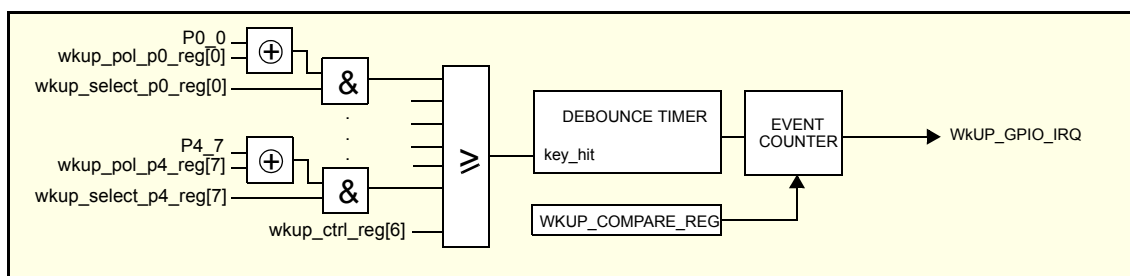 P0_0
wkup_pol_p0_reg[0]
wkup_select_p0_reg[0]
&
P4_7
wkup_pol_p4_reg[7]
wkup_select_p4_reg[7]
&
wkup_ctrl_reg[6]
≥
DEBOUNCE TIMER
key_hit
EVENT
COUNTER
WkUP_GPIO_IRQ
WKUP_COMPARE_REG